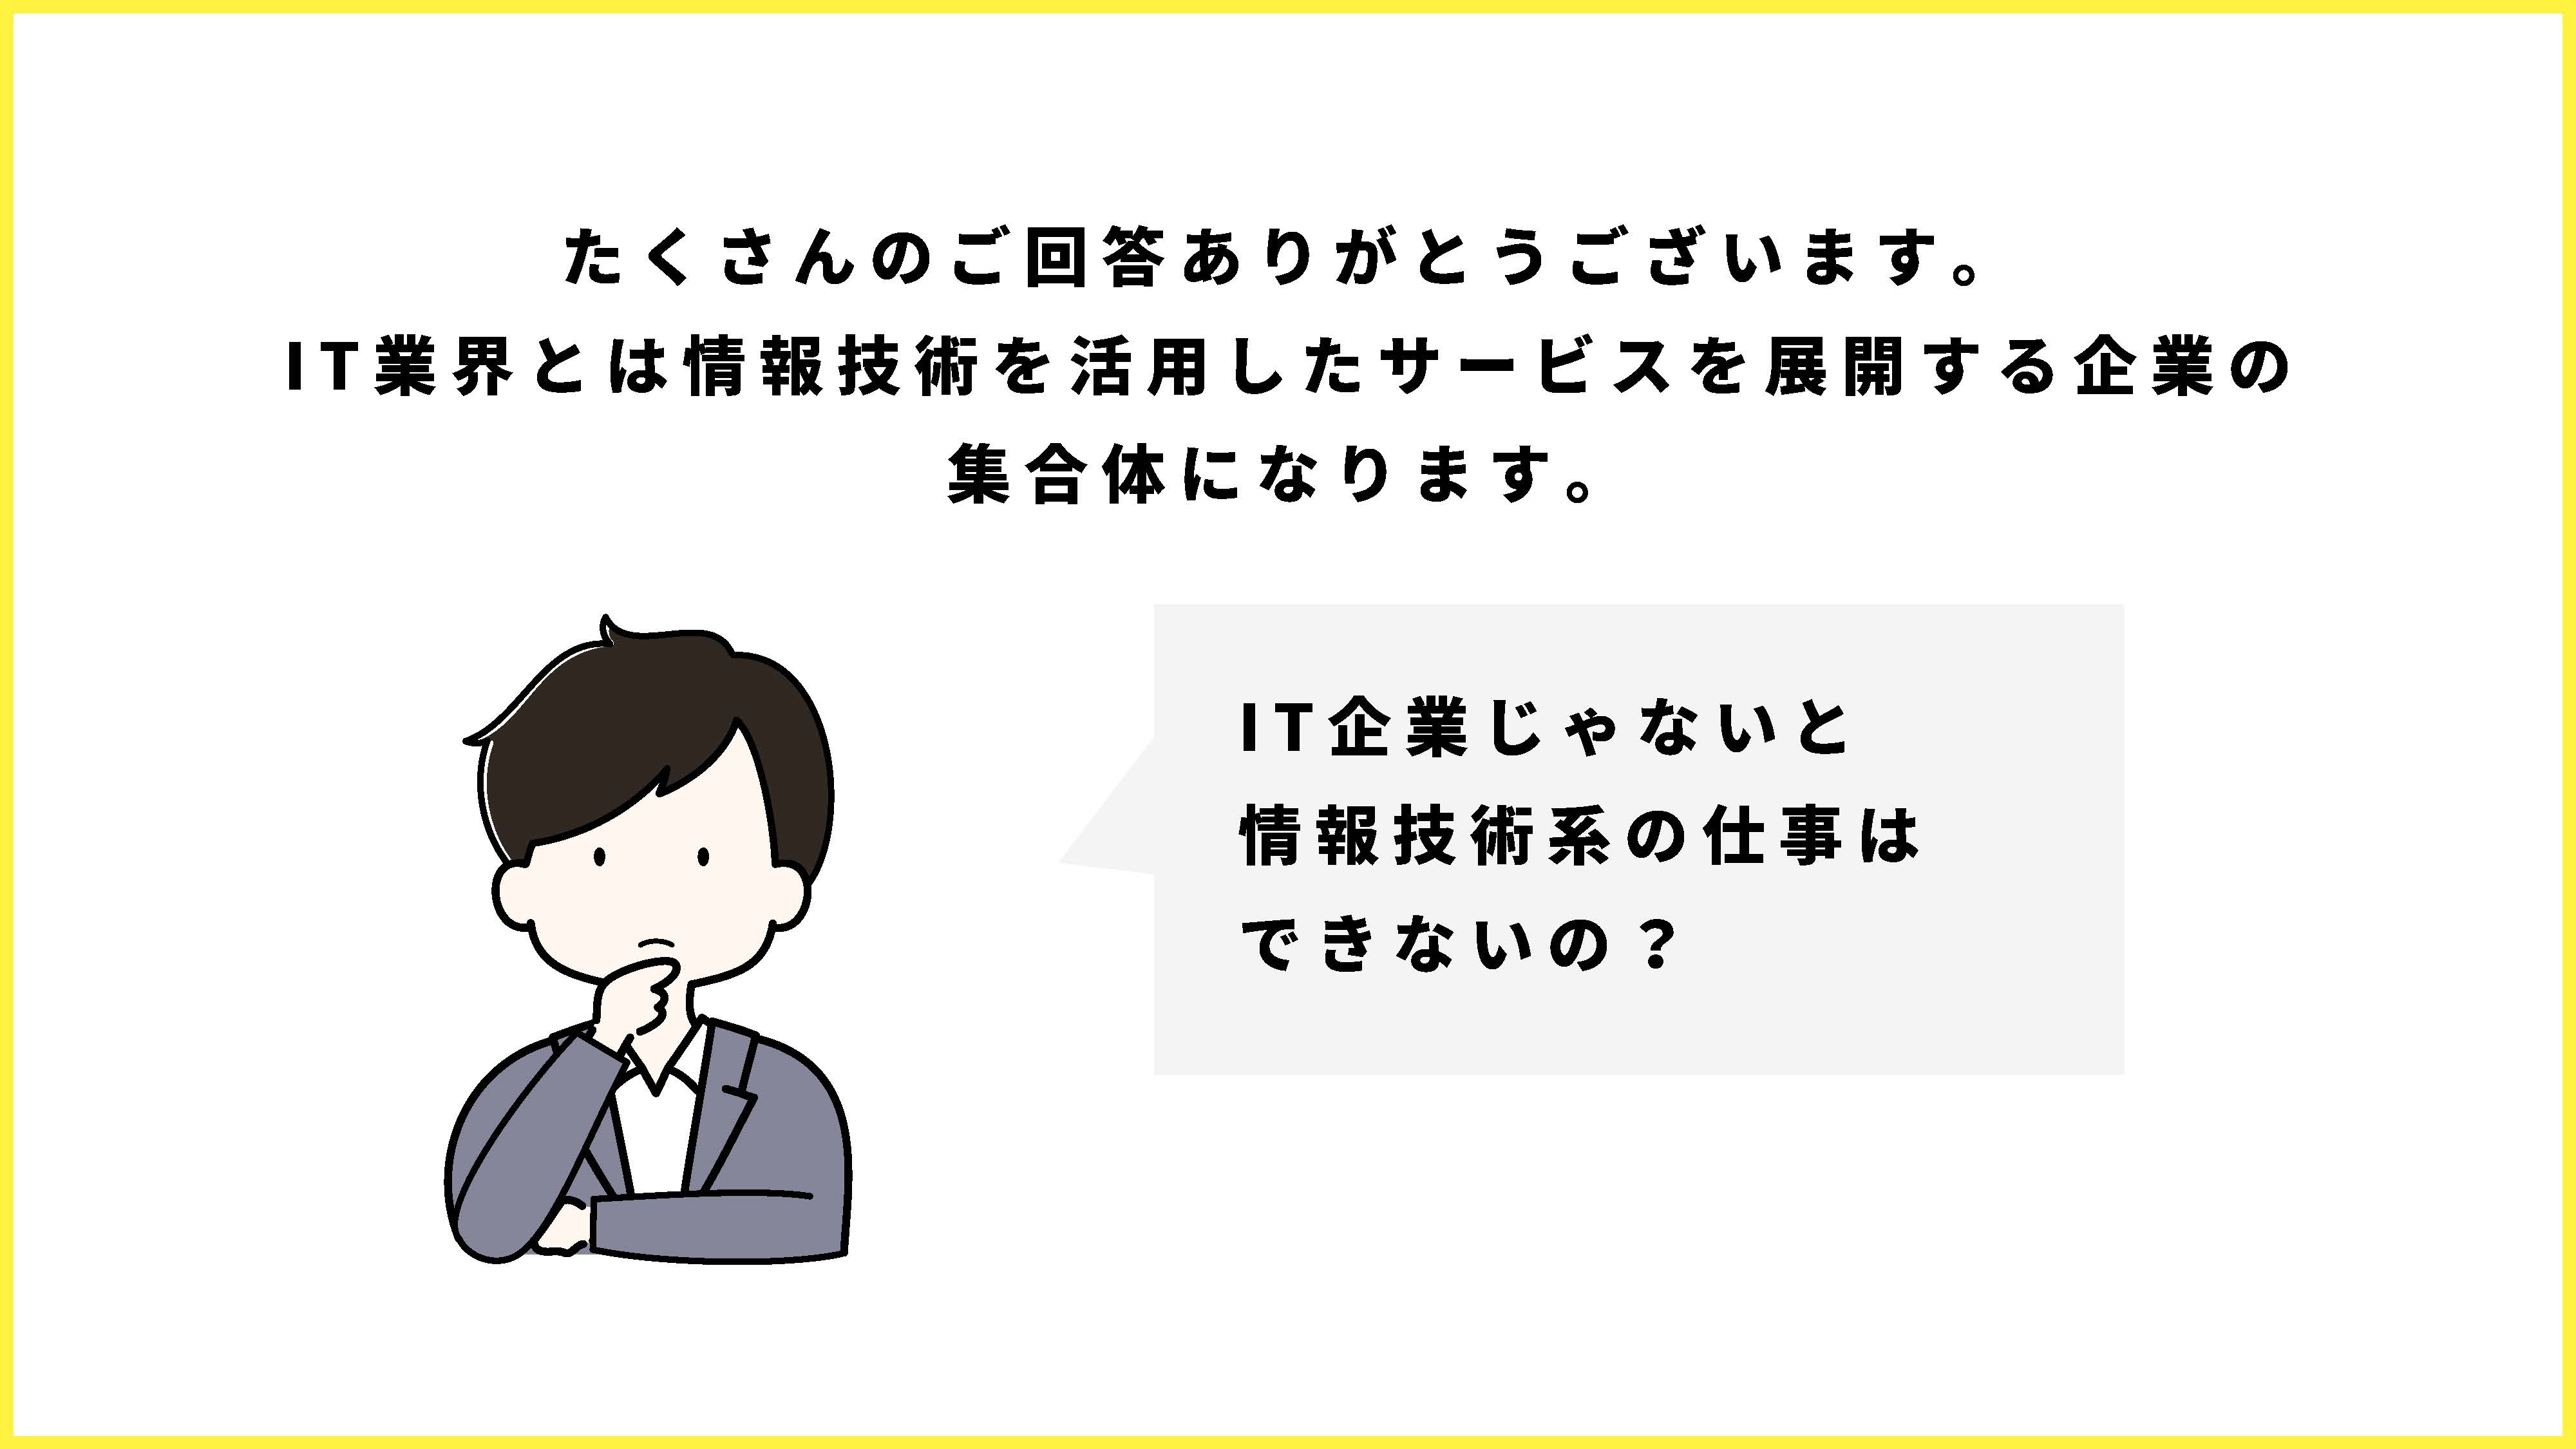 たくさんのご回答ありがとうございます。
IT業界とは情報技術を活用したサービスを展開する企業の
集合体になります。
IT企業じゃないと
情報技術系の仕事は
できないの？